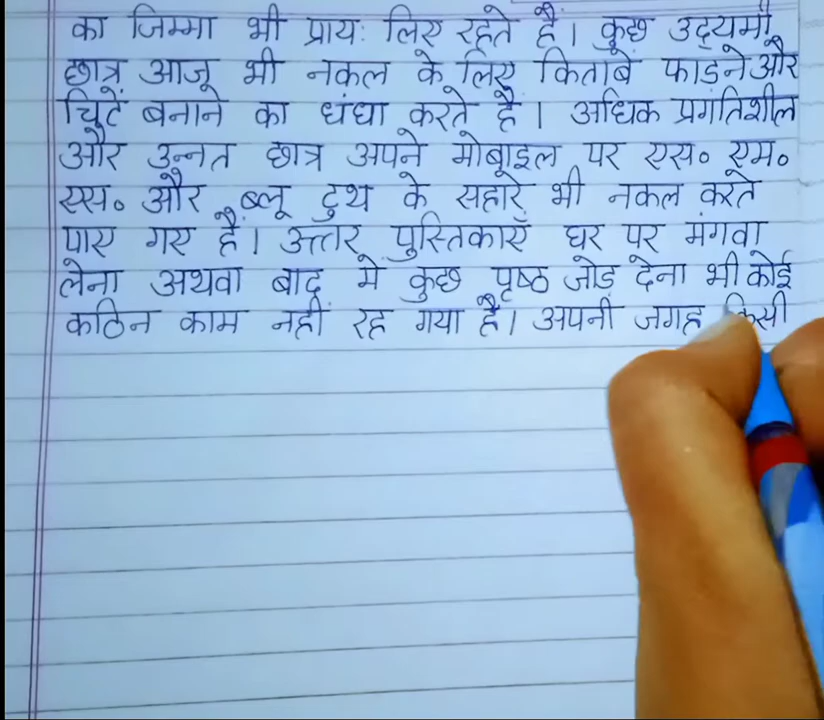 का जिम्मा भी प्रायः लिए रहते हैं। कुछ उद्यमी
छात्र आज भी नकल के लिए किताबें फाड़ने और
चिटें बनाने का धंधा करते है। अधिक प्रगतिशील
और उन्नत छात्र अपने मोबाइल पर एस० एम०
एस० और ब्लू टुथ के सहारे भी नकल करते
पाए गए हैं। उत्तर पुस्तिकाएँ घर पर मंगवा
लेना अथवा बाद मे कुछ पृष्ठ जोड़ देना भी कोई
कठिन काम नहीं रह गया है। अपनी जगह किसी